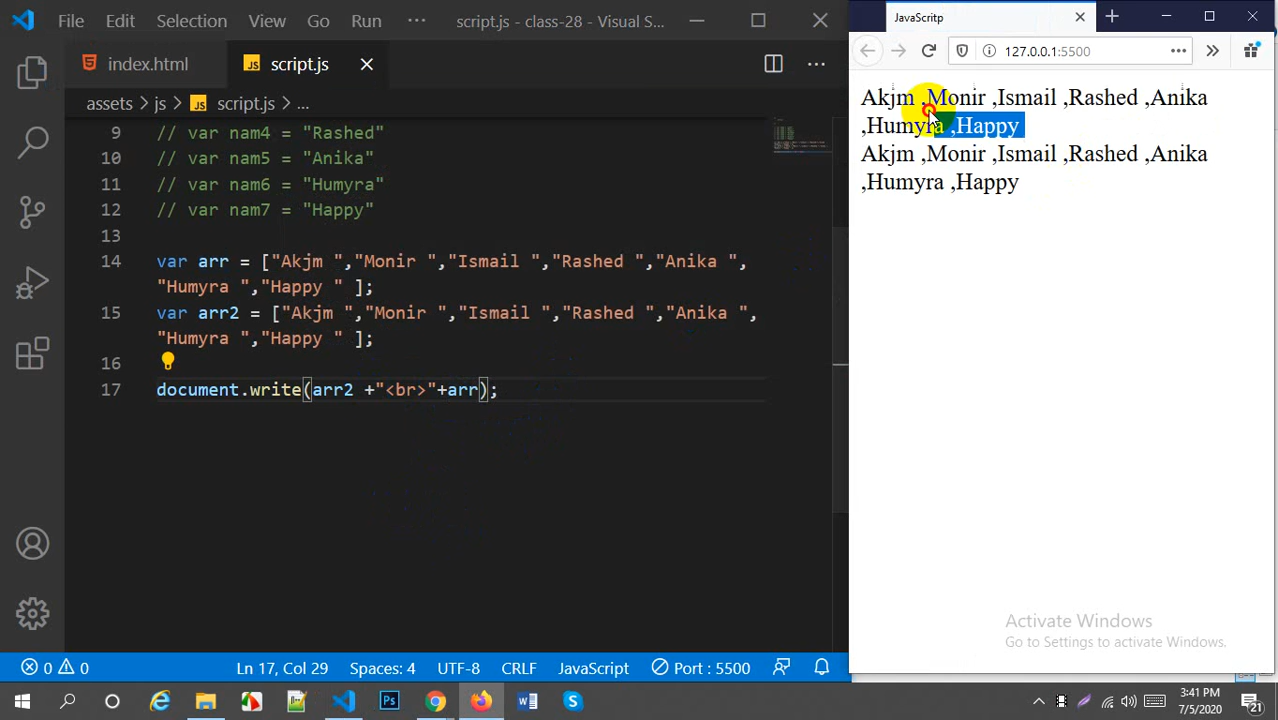 File Edit Selection View Go Run ··· script.js - class-28 - Visual S...
index.html script.js
assets > js > script.js > ...
9 // var nam4 = "Rashed"
10 // var nam5 = "Anika"
11 // var nam6 = "Humyra"
12 // var nam7 = "Happy"
13
14 var arr = ["Akjm ","Monir ","Ismail ","Rashed ","Anika ",
"Humyra ","Happy " ];
15 var arr2 = ["Akjm ","Monir ","Ismail ","Rashed ","Anika ",
"Humyra ","Happy " ];
16
17 document.write(arr2 +"<br>"+arr);
0 0 Ln 17, Col 29 Spaces: 4 UTF-8 CRLF JavaScript Port : 5500
JavaScritp
127.0.0.1:5500
Akjm ,Monir ,Ismail ,Rashed ,Anika
,Humyra ,Happy
Akjm ,Monir ,Ismail ,Rashed ,Anika
,Humyra ,Happy
Activate Windows
Go to Settings to activate Windows.
3:41 PM
7/5/2020
21